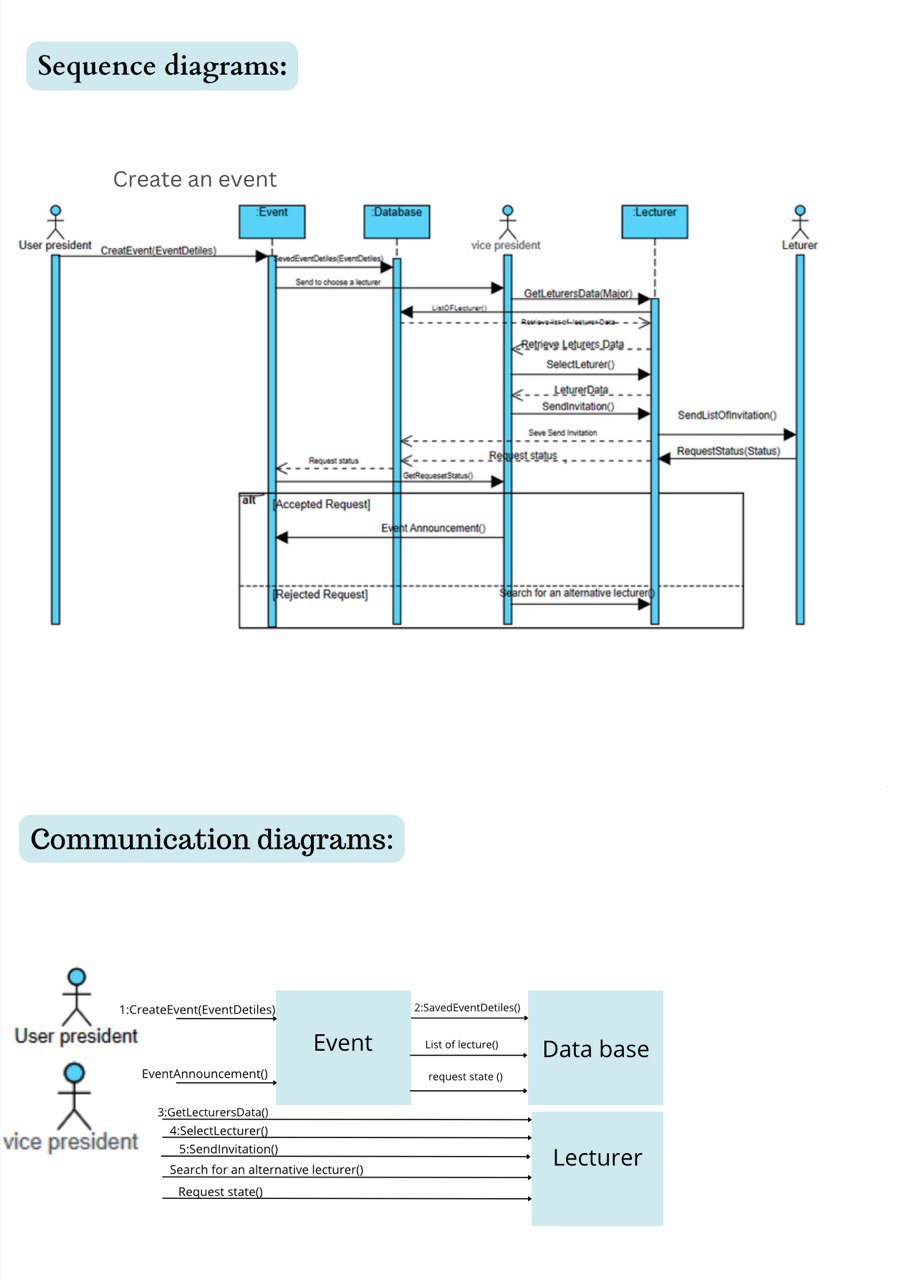 Sequence diagrams:
Create an event
:Event
:Database
:Lecturer
User president
vice president
Leturer
CreatEvent(EventDetiles)
SevedEventDetiles(EventDetiles)
Send to choose a lecturer
GetLeturersData(Major)
ListOFLecturer()
Retrieve list of lecturer Data
Retrieve Leturers Data
SelectLeturer()
LeturerData
SendInvitation()
SendListOfInvitation()
Seve Send Invitation
RequestStatus(Status)
Request status
Request status
GetRequesetStatus()
alt
[Accepted Request]
Event Announcement()
[Rejected Request]
Search for an alternative lecturer()
Communication diagrams:
User president
1:CreateEvent(EventDetiles)
Event
2:SavedEventDetiles()
List of lecture()
request state ()
Data base
EventAnnouncement()
vice president
3:GetLecturersData()
4:SelectLecturer()
5:SendInvitation()
Search for an alternative lecturer()
Request state()
Lecturer